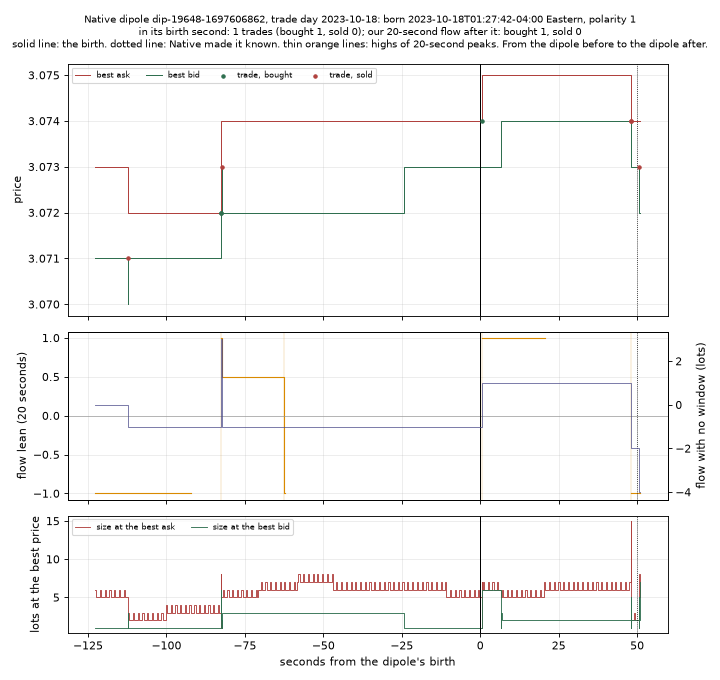 Native dipole dip-19648-1697606862, trade day 2023-10-18: born 2023-10-18T01:27:42-04:00 Eastern, polarity 1
in its birth second: 1 trades (bought 1, sold 0); our 20-second flow after it: bought 1, sold 0
solid line: the birth. dotted line: Native made it known. thin orange lines: highs of 20-second peaks. From the dipole before to the dipole after.
best ask
best bid
trade, bought
trade, sold
3.075
3.074
3.073
3.072
3.071
3.070
price
1.0
0.5
0.0
−0.5
−1.0
flow lean (20 seconds)
2
0
−2
−4
flow with no window (lots)
size at the best ask
size at the best bid
15
10
5
lots at the best price
−125
−100
−75
−50
−25
0
25
50
seconds from the dipole's birth